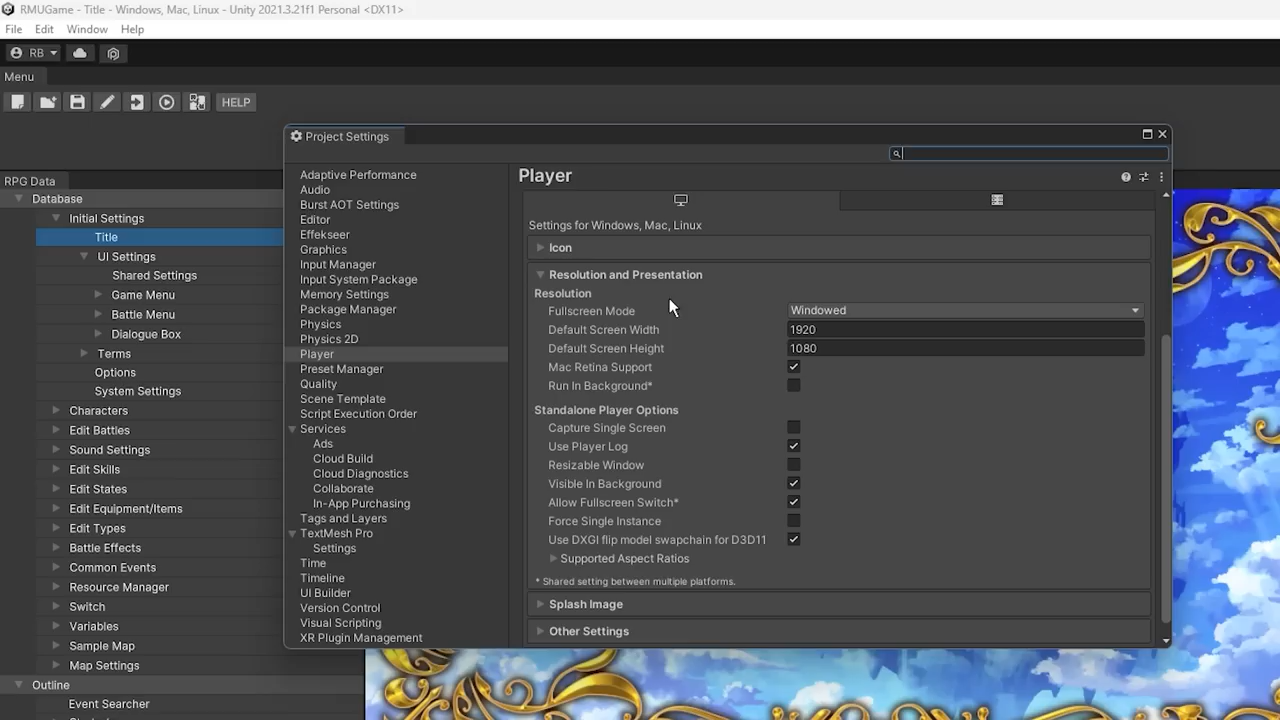 RMUGame - Title - Windows, Mac, Linux - Unity 2021.3.21f1 Personal <DX11>
File Edit Window Help
RB
Menu
HELP
RPG Data
Database
Initial Settings
Title
UI Settings
Shared Settings
Game Menu
Battle Menu
Dialogue Box
Terms
Options
System Settings
Characters
Edit Battles
Sound Settings
Edit Skills
Edit States
Edit Equipment/Items
Edit Types
Battle Effects
Common Events
Resource Manager
Switch
Variables
Sample Map
Map Settings
Outline
Event Searcher
Project Settings
Adaptive Performance
Audio
Burst AOT Settings
Editor
Effekseer
Graphics
Input Manager
Input System Package
Memory Settings
Package Manager
Physics
Physics 2D
Player
Preset Manager
Quality
Scene Template
Script Execution Order
Services
Ads
Cloud Build
Cloud Diagnostics
Collaborate
In-App Purchasing
Tags and Layers
TextMesh Pro
Settings
Time
Timeline
UI Builder
Version Control
Visual Scripting
XR Plugin Management
Player
Settings for Windows, Mac, Linux
Icon
Resolution and Presentation
Resolution
Fullscreen Mode Windowed
Default Screen Width 1920
Default Screen Height 1080
Mac Retina Support
Run In Background*
Standalone Player Options
Capture Single Screen
Use Player Log
Resizable Window
Visible In Background
Allow Fullscreen Switch*
Force Single Instance
Use DXGI flip model swapchain for D3D11
Supported Aspect Ratios
* Shared setting between multiple platforms.
Splash Image
Other Settings